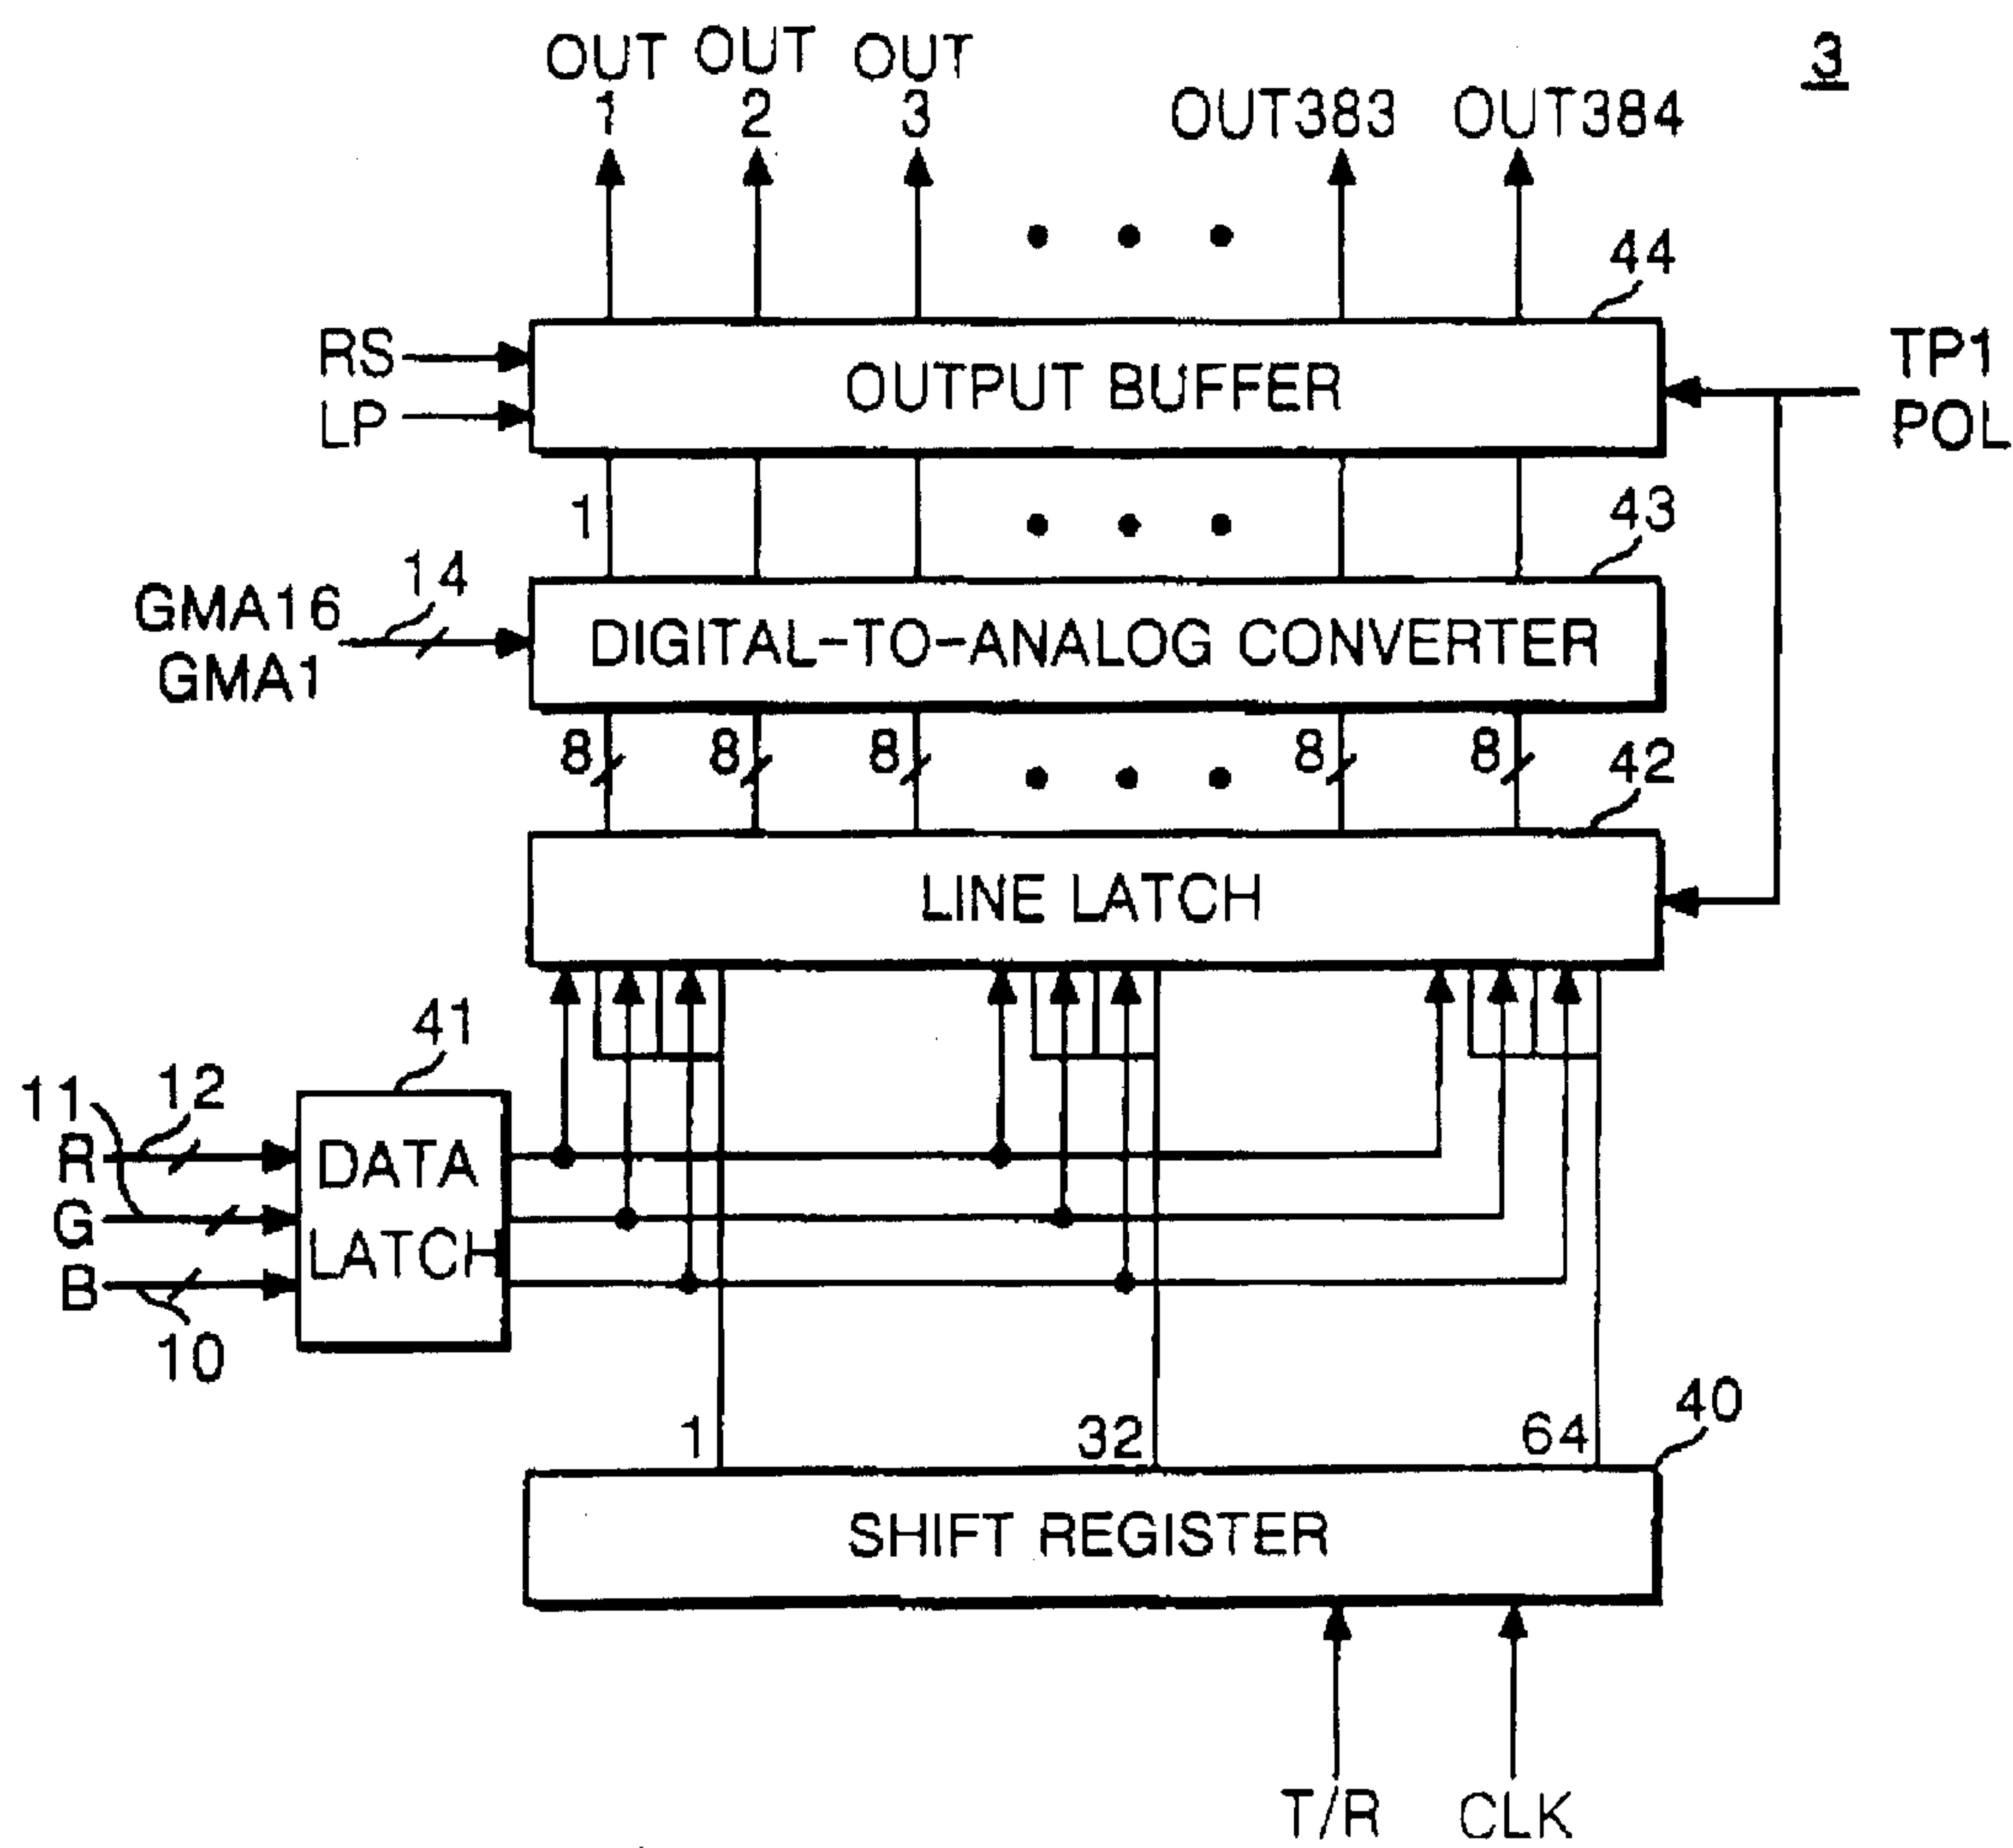 3
OUT OUT OUT
1 2 3 OUT383 OUT384
44
RS
LP
OUTPUT BUFFER
TP1
POL
1
43
14
GMA16
GMA1
DIGITAL-TO-ANALOG CONVERTER
8 8 8 8 8
42
LINE LATCH
41
11 12
R
G
B
10
DATA
LATCH
1 32 64
40
SHIFT REGISTER
T/R CLK